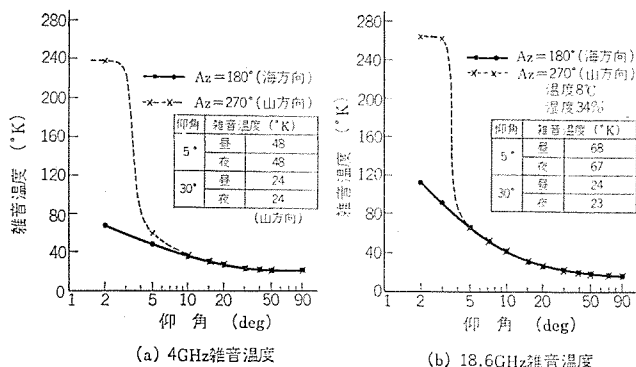 280
240
200
160
120
80
40
0
雑音温度 (°K)
Az=180°(海方向)
Az=270°(山方向)
仰角 雑音温度 (°K)
5° 昼 48
夜 48
30° 昼 24
夜 24
(山方向)
1 2 5 10 20 50 90
仰 角 (deg)
(a) 4GHz雑音温度
280
240
200
160
120
80
40
0
雑音温度 (°K)
Az=180°(海方向)
Az=270°(山方向)
温度8℃
湿度34%
仰角 雑音温度 (°K)
5° 昼 68
夜 67
30° 昼 24
夜 23
1 2 5 10 20 50 90
仰 角 (deg)
(b) 18.6GHz雑音温度